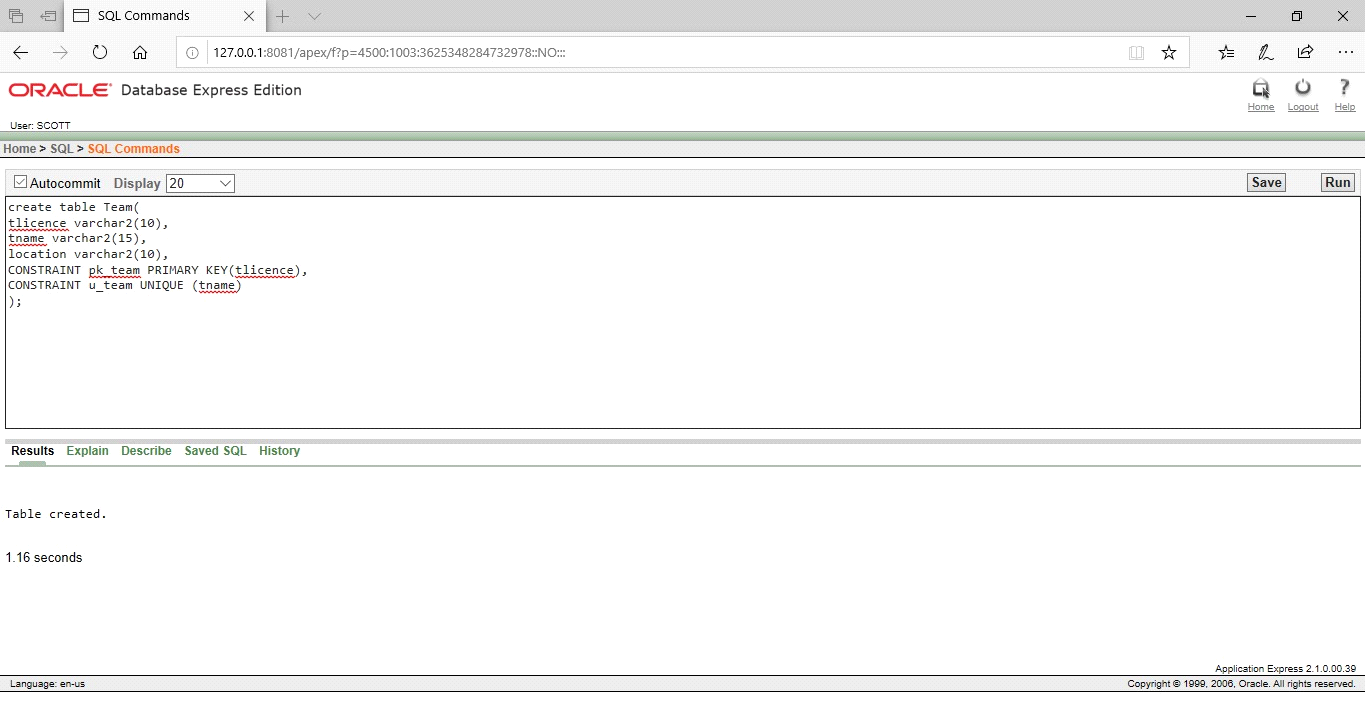 SQL Commands
127.0.0.1:8081/apex/f?p=4500:1003:3625348284732978::NO:::
ORACLE Database Express Edition
Home Logout Help
User: SCOTT
Home > SQL > SQL Commands
Autocommit Display 20 Save Run
create table Team(
tlicence varchar2(10),
tname varchar2(15),
location varchar2(10),
CONSTRAINT pk_team PRIMARY KEY(tlicence),
CONSTRAINT u_team UNIQUE (tname)
);
Results Explain Describe Saved SQL History
Table created.
1.16 seconds
Application Express 2.1.0.00.39
Language: en-us Copyright © 1999, 2006, Oracle. All rights reserved.